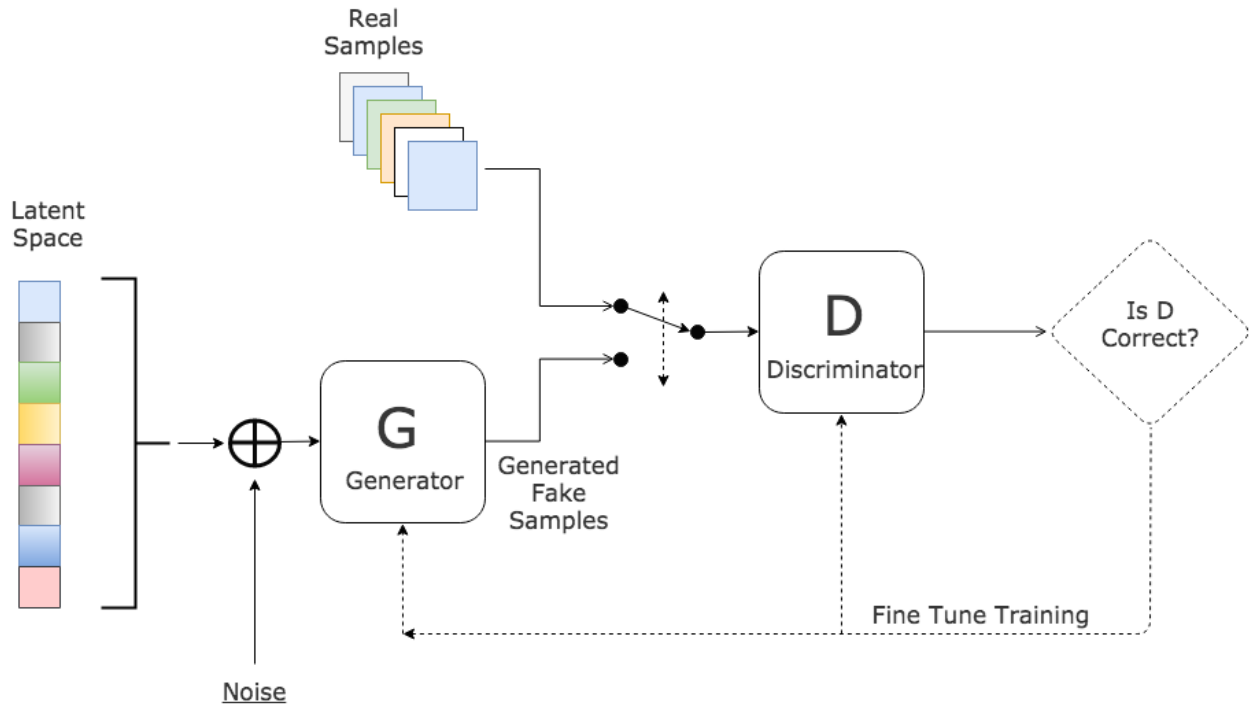 Real
Samples
Latent
Space
D
Discriminator
Is D
Correct?
G
Generator
Generated
Fake
Samples
Fine Tune Training
Noise